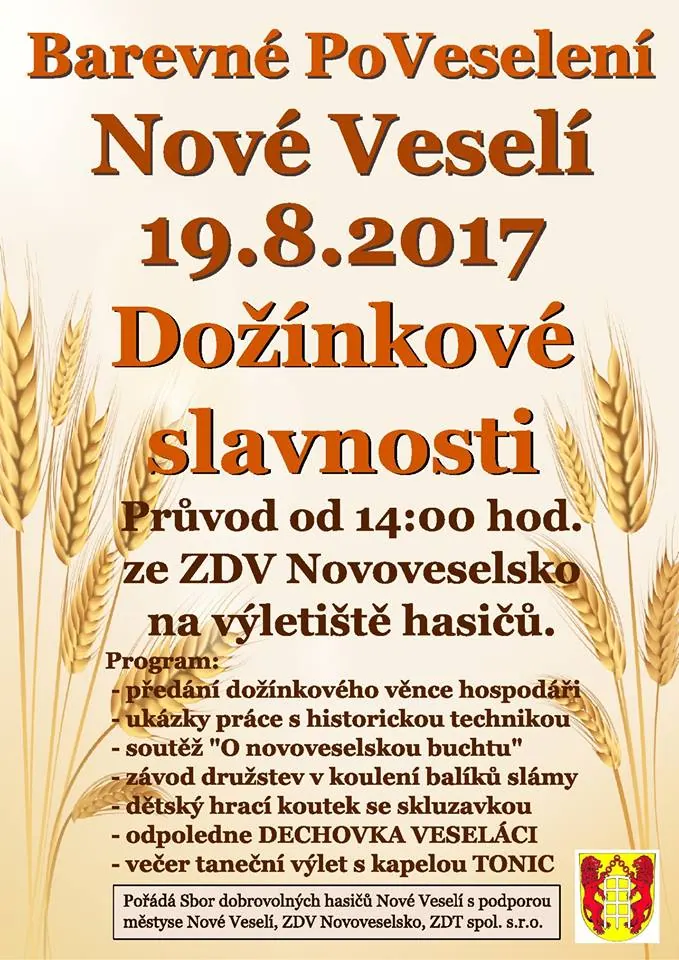 Barevné PoVeselení
Nové Veselí
19.8.2017
Dožínkové
slavnosti
Průvod od 14:00 hod.
ze ZDV Novoveselsko
na výletiště hasičů.
Program:
- předání dožínkového věnce hospodáři
- ukázky práce s historickou technikou
- soutěž "O novoveselskou buchtu"
- závod družstev v koulení balíků slámy
- dětský hrací koutek se skluzavkou
- odpoledne DECHOVKA VESELÁCI
- večer taneční výlet s kapelou TONIC
Pořádá Sbor dobrovolných hasičů Nové Veselí s podporou
městyse Nové Veselí, ZDV Novoveselsko, ZDT spol. s.r.o.